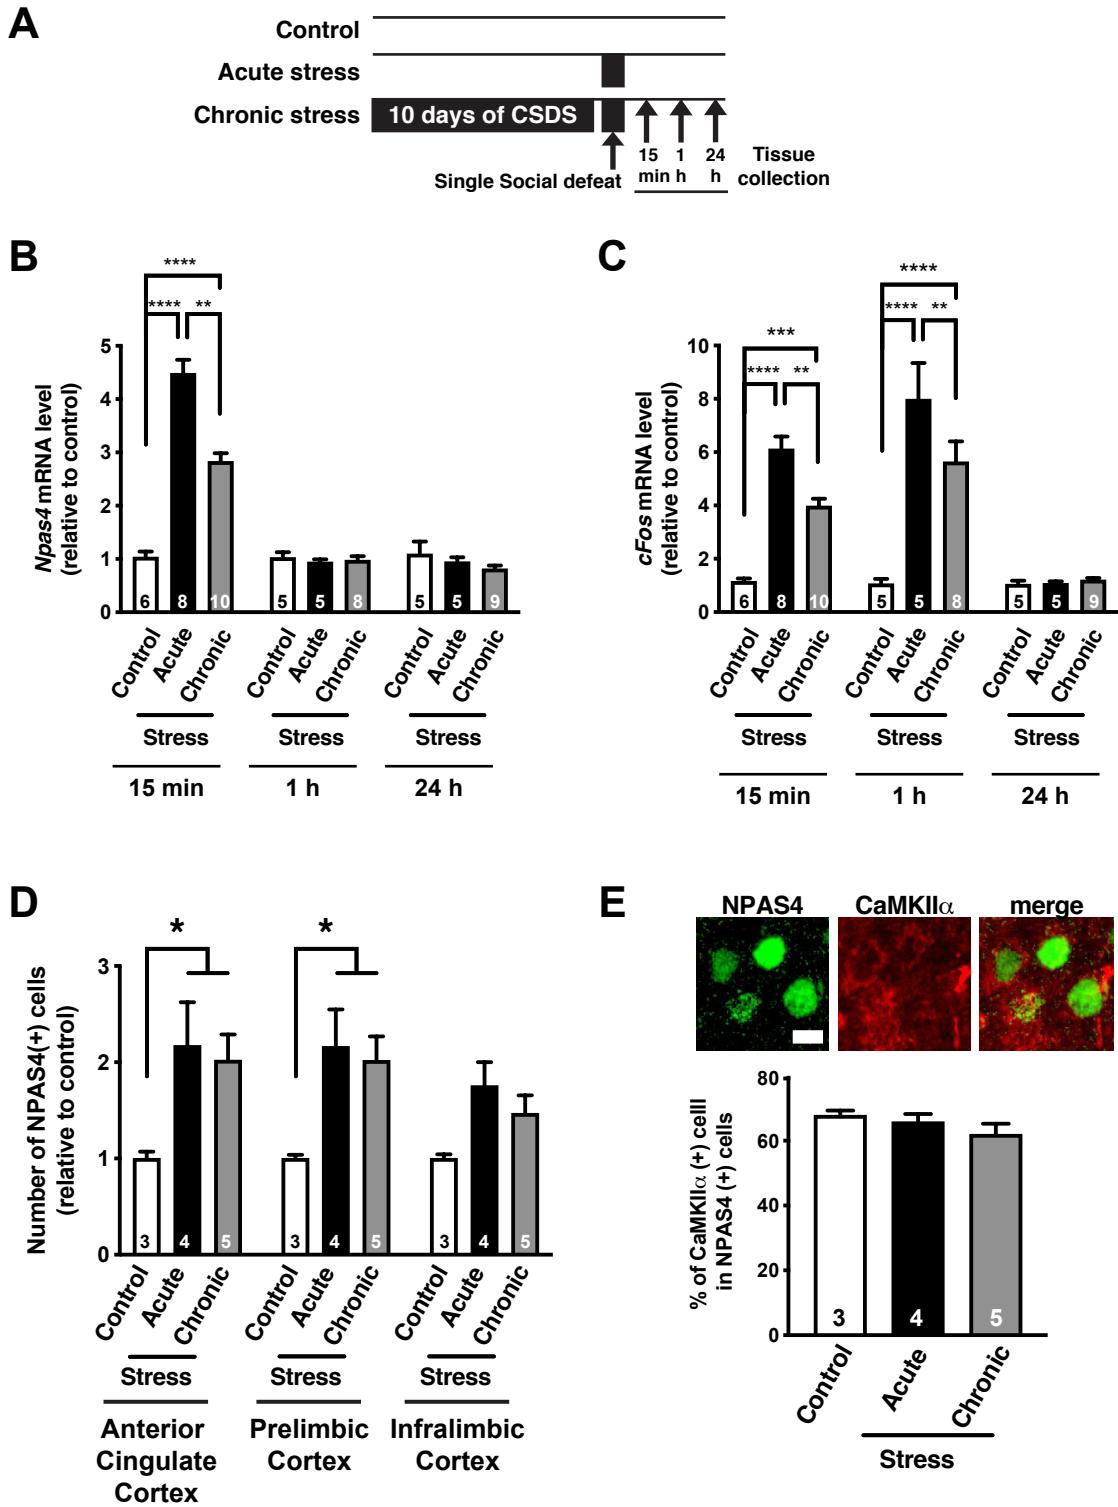 A
Control
Acute stress
Chronic stress
10 days of CSDS
Single Social defeat
15 1 24
min h h
Tissue
collection
B
Npas4 mRNA level
(relative to control)
5
4
3
2
1
0
**** 
**** **
6 8 10 5 5 8 5 5 9
Control Acute Chronic Control Acute Chronic Control Acute Chronic
Stress Stress Stress
15 min 1 h 24 h
C
cFos mRNA level
(relative to control)
10
8
6
4
2
0
*** ****
**** ** **** **
6 8 10 5 5 8 5 5 9
Control Acute Chronic Control Acute Chronic Control Acute Chronic
Stress Stress Stress
15 min 1 h 24 h
D
Number of NPAS4(+) cells
(relative to control)
3
2
1
0
* *
3 4 5 3 4 5 3 4 5
Control Acute Chronic Control Acute Chronic Control Acute Chronic
Stress Stress Stress
Anterior
Cingulate
Cortex
Prelimbic
Cortex
Infralimbic
Cortex
E
NPAS4 CaMKIIα merge
% of CaMKIIα (+) celll
in NPAS4 (+) cells
80
60
40
20
0
3 4 5
Control Acute Chronic
Stress